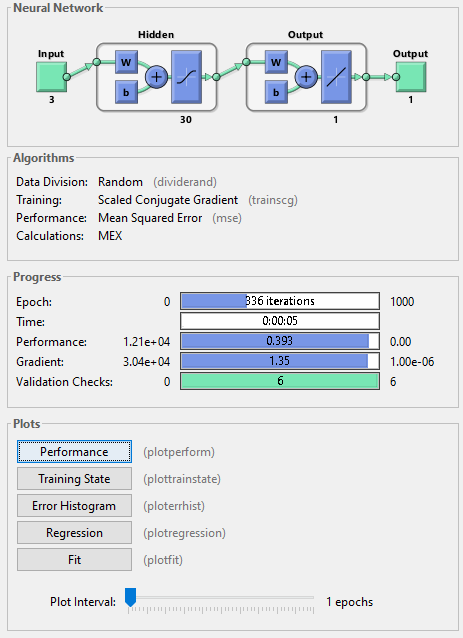 Neural Network
Hidden Output
Input Output
W W
b b
3 1
30 1
Algorithms
Data Division: Random (dividerand)
Training: Scaled Conjugate Gradient (trainscg)
Performance: Mean Squared Error (mse)
Calculations: MEX
Progress
Epoch: 0 336 iterations 1000
Time: 0:00:05
Performance: 1.21e+04 0.393 0.00
Gradient: 3.04e+04 1.35 1.00e-06
Validation Checks: 0 6 6
Plots
Performance (plotperform)
Training State (plottrainstate)
Error Histogram (ploterrhist)
Regression (plotregression)
Fit (plotfit)
Plot Interval: 1 epochs